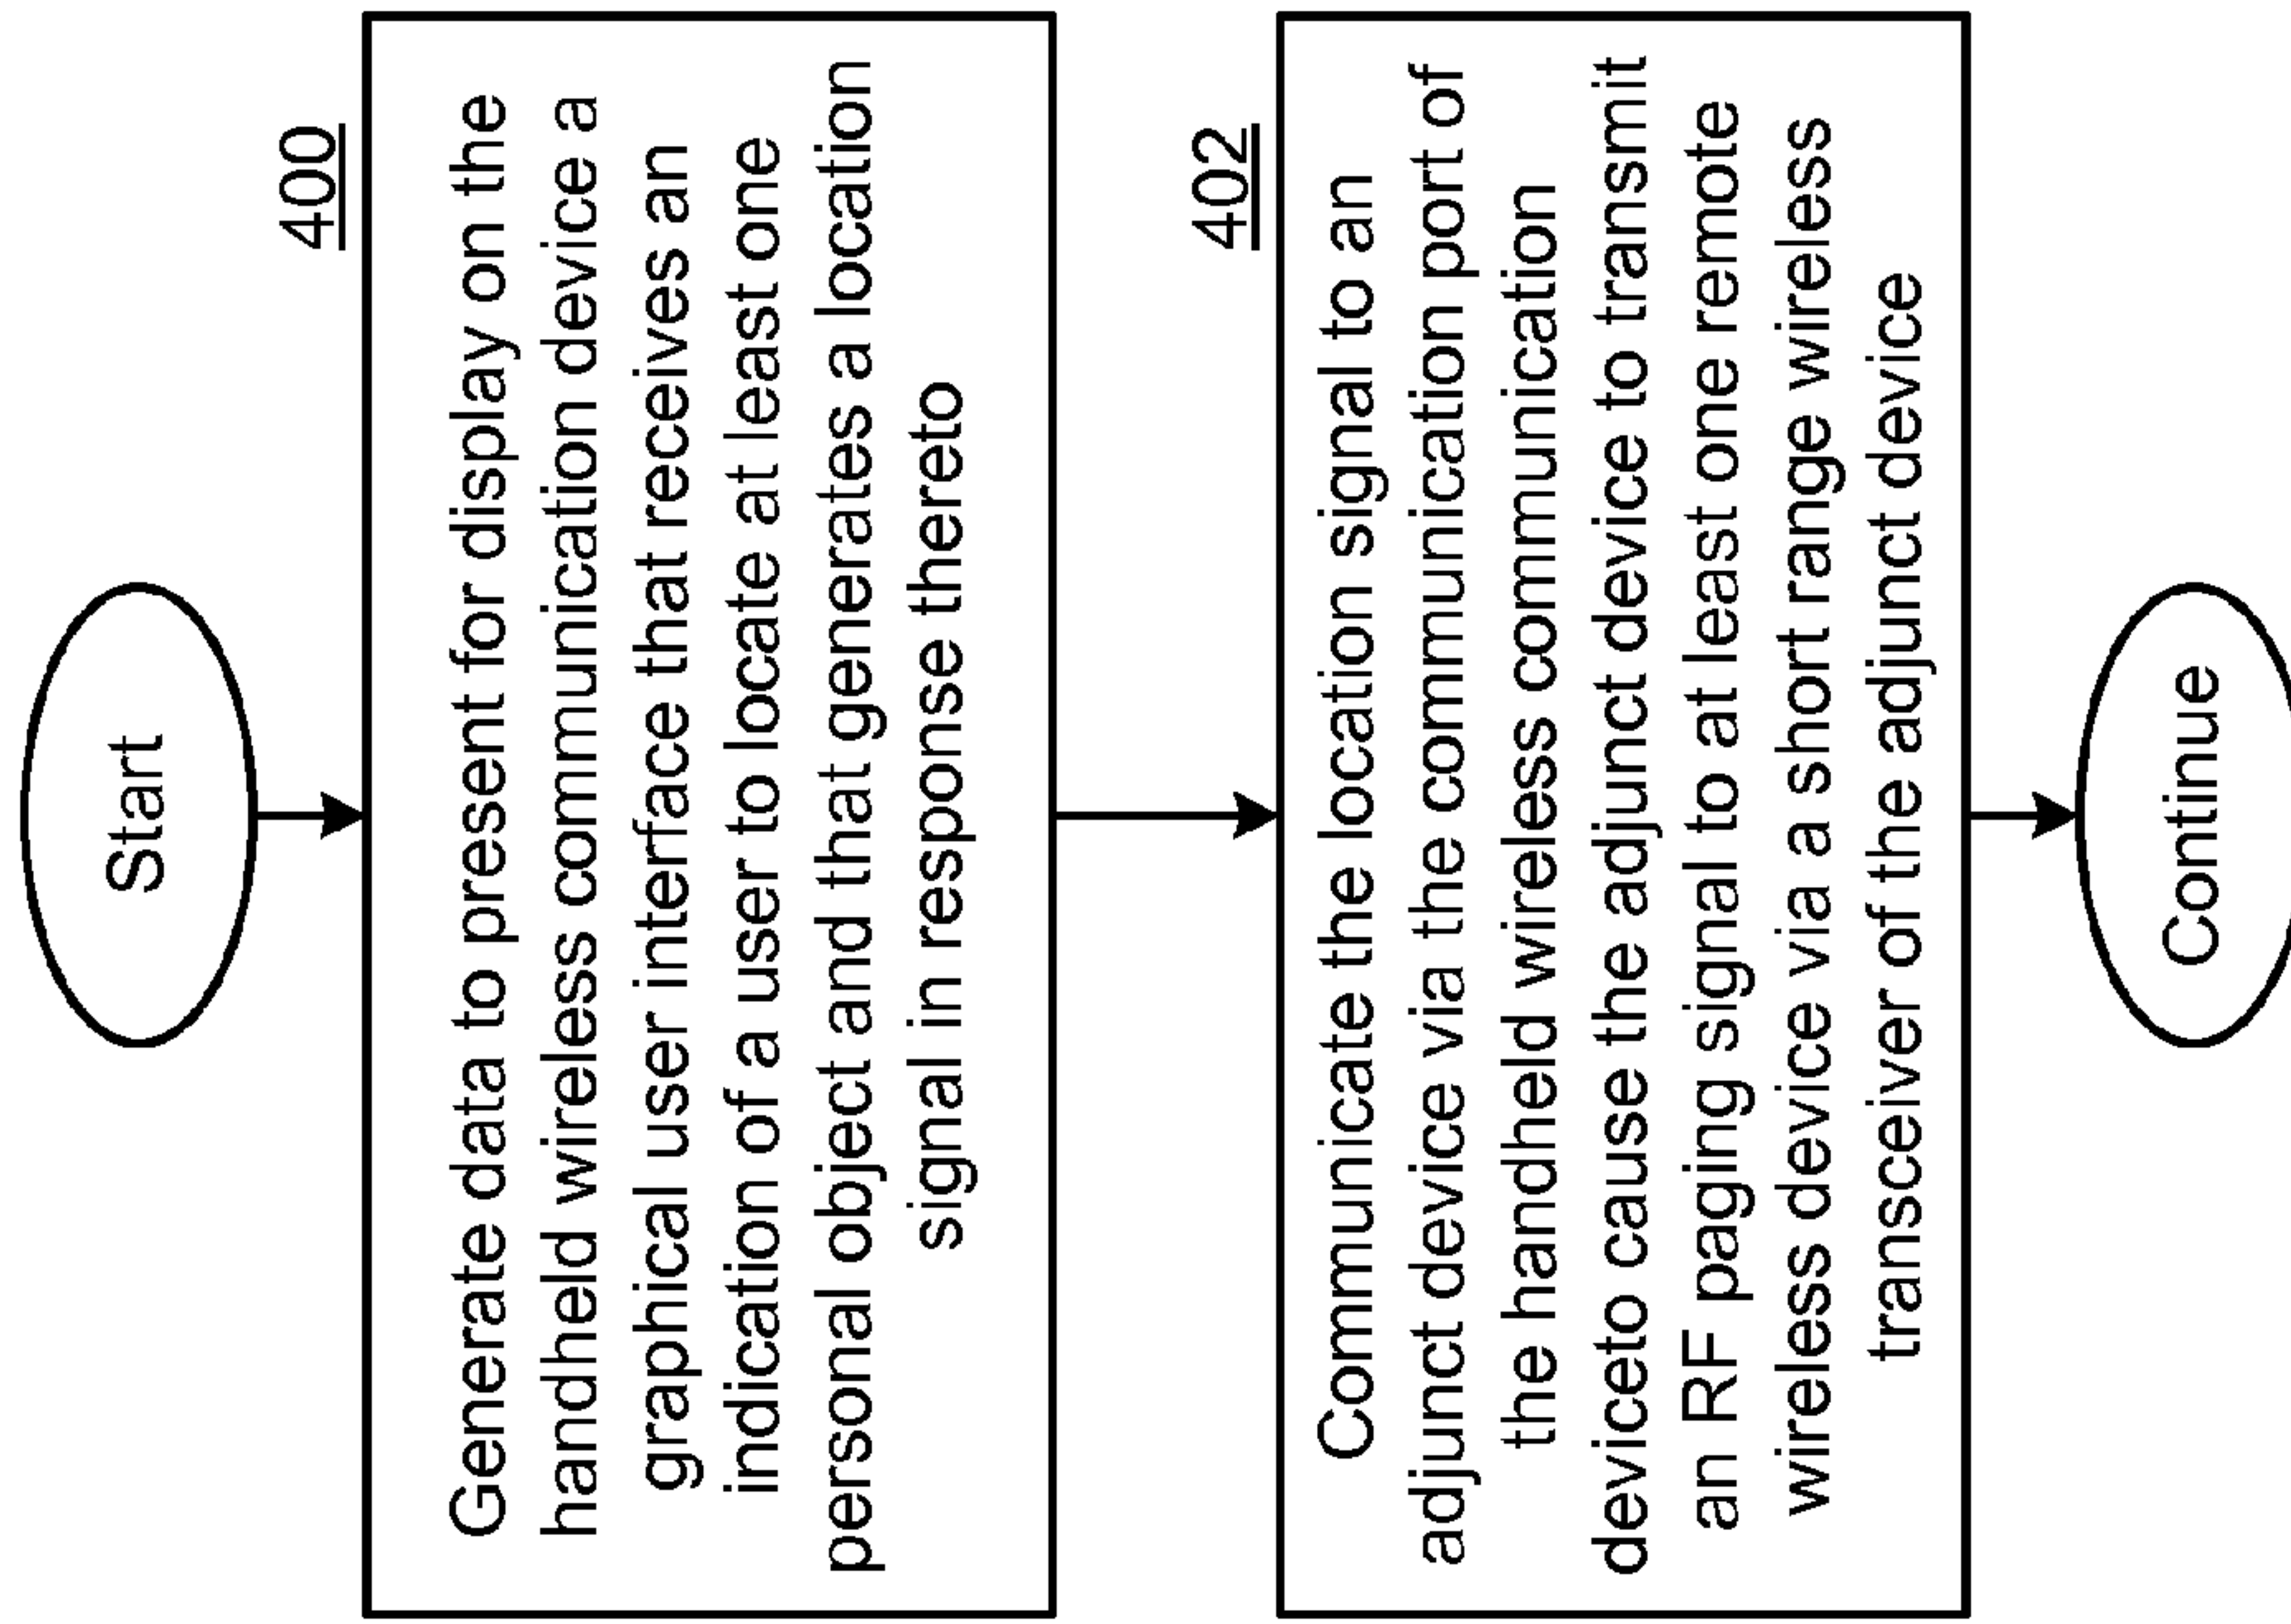 Start
400
Generate data to present for display on the
handheld wireless communication device a
graphical user interface that receives an
indication of a user to locate at least one
personal object and that generates a location
signal in response thereto
402
Communicate the location signal to an
adjunct device via the communication port of
the handheld wireless communication
deviceto cause the adjunct device to transmit
an RF paging signal to at least one remote
wireless device via a short range wireless
transceiver of the adjunct device
Continue